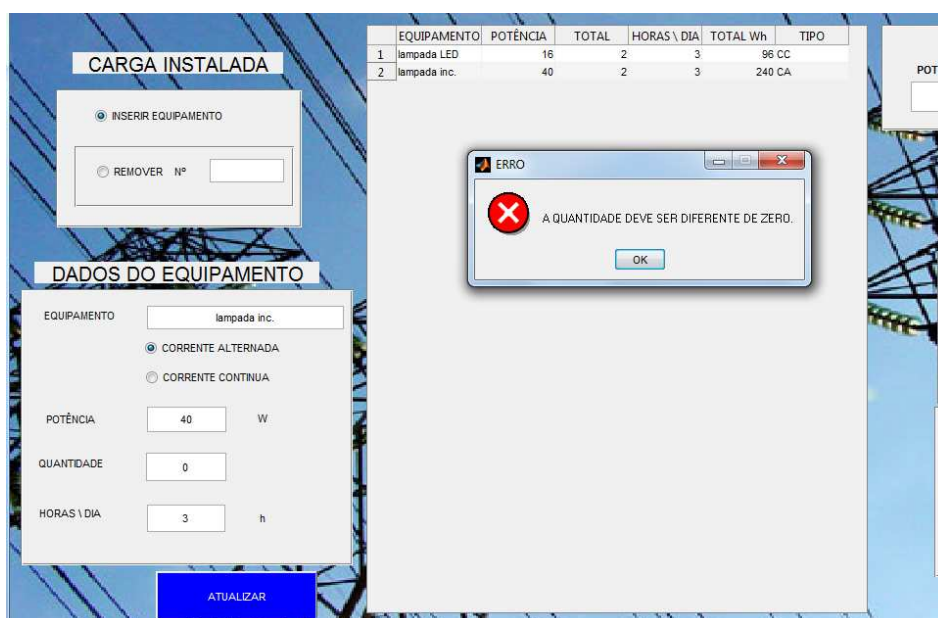 CARGA INSTALADA
INSERIR EQUIPAMENTO
REMOVER Nº
DADOS DO EQUIPAMENTO
EQUIPAMENTO lampada inc.
CORRENTE ALTERNADA
CORRENTE CONTINUA
POTÊNCIA 40 W
QUANTIDADE 0
HORAS \ DIA 3 h
ATUALIZAR
EQUIPAMENTO POTÊNCIA TOTAL HORAS \ DIA TOTAL Wh TIPO
1 lampada LED 16 2 3 96 CC
2 lampada inc. 40 2 3 240 CA
ERRO
A QUANTIDADE DEVE SER DIFERENTE DE ZERO.
OK
POT